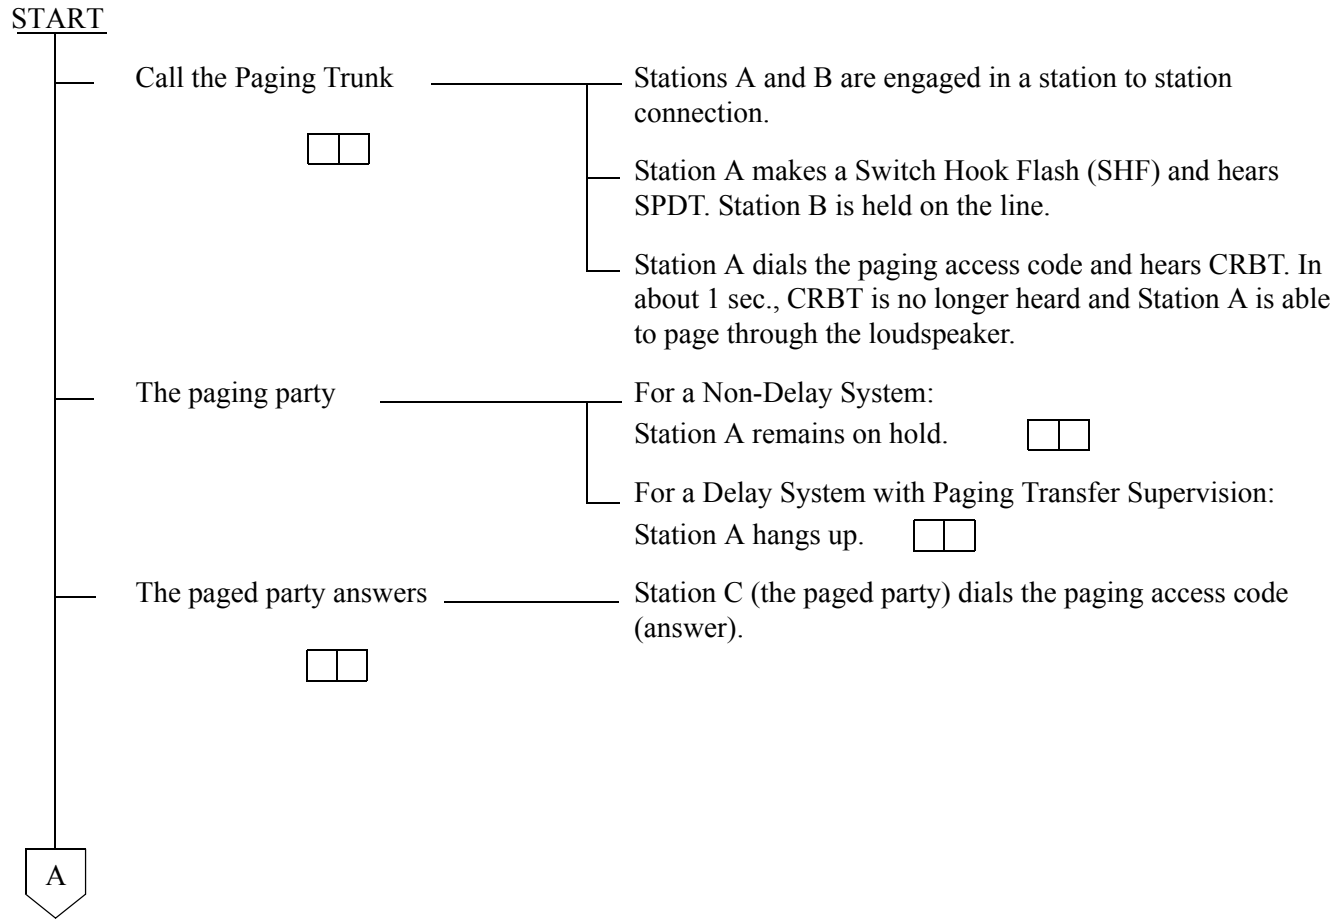 START
Call the Paging Trunk
Stations A and B are engaged in a station to station
connection.
Station A makes a Switch Hook Flash (SHF) and hears
SPDT. Station B is held on the line.
Station A dials the paging access code and hears CRBT. In
about 1 sec., CRBT is no longer heard and Station A is able
to page through the loudspeaker.
The paging party
For a Non-Delay System:
Station A remains on hold.
For a Delay System with Paging Transfer Supervision:
Station A hangs up.
The paged party answers
Station C (the paged party) dials the paging access code
(answer).
A